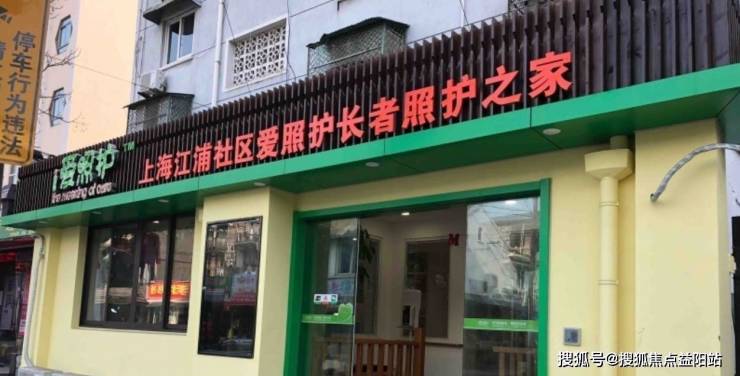 停车行为违法
爱照护™
the meaning of care
上海江浦社区爱照护长者照护之家
搜狐号@搜狐焦点益阳站